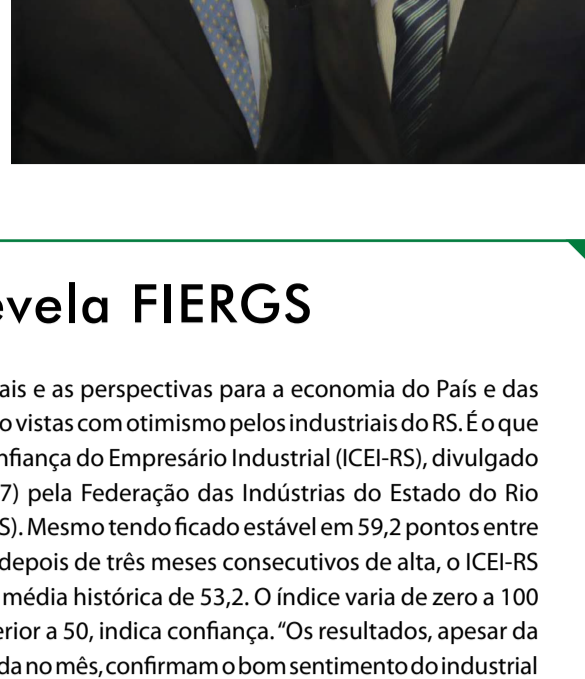 evela FIERGS
ais e as perspectivas para a economia do País e das
o vistas com otimismo pelos industriais do RS. É o que
nfiança do Empresário Industrial (ICEI-RS), divulgado
7) pela Federação das Indústrias do Estado do Rio
S). Mesmo tendo ficado estável em 59,2 pontos entre
depois de três meses consecutivos de alta, o ICEI-RS
média histórica de 53,2. O índice varia de zero a 100
erior a 50, indica confiança. “Os resultados, apesar da
da no mês, confirmam o bom sentimento do industrial